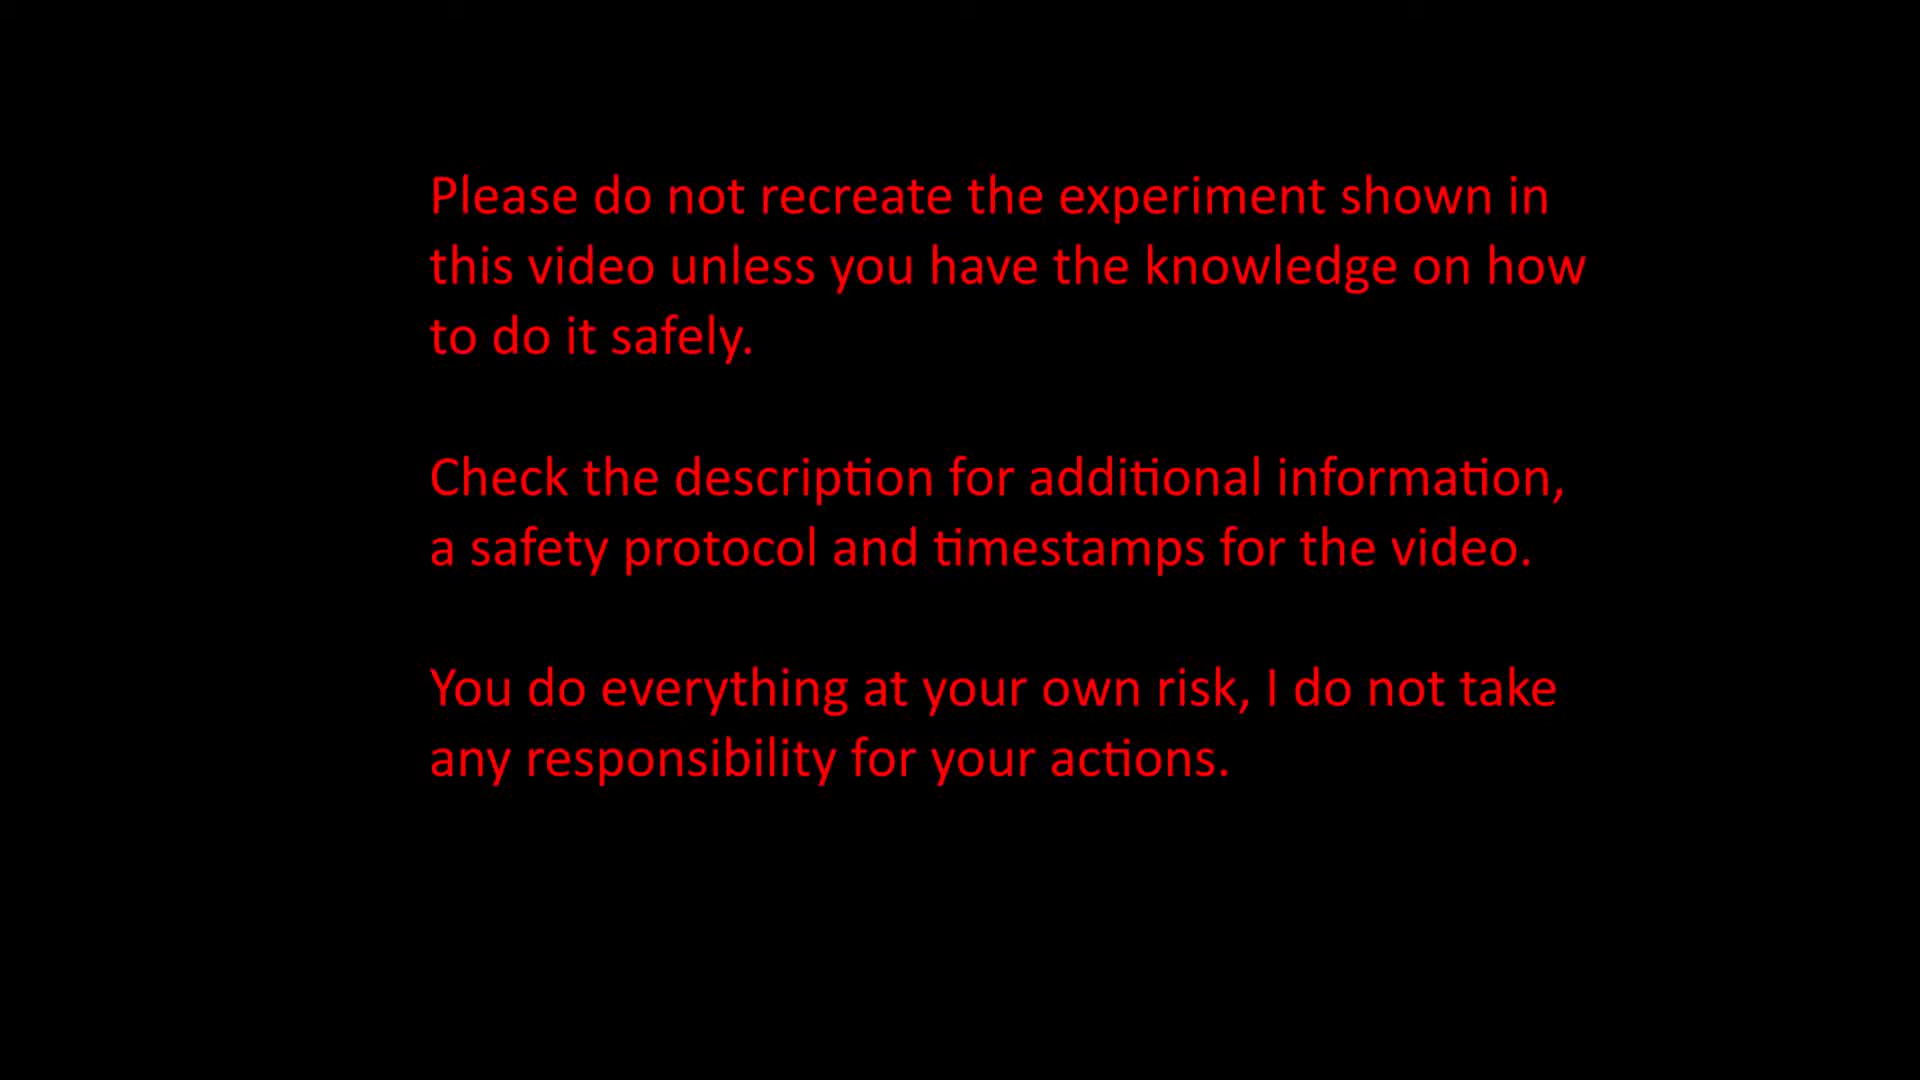 Please do not recreate the experiment shown in
this video unless you have the knowledge on how
to do it safely.
Check the description for additional information,
a safety protocol and timestamps for the video.
You do everything at your own risk, I do not take
any responsibility for your actions.